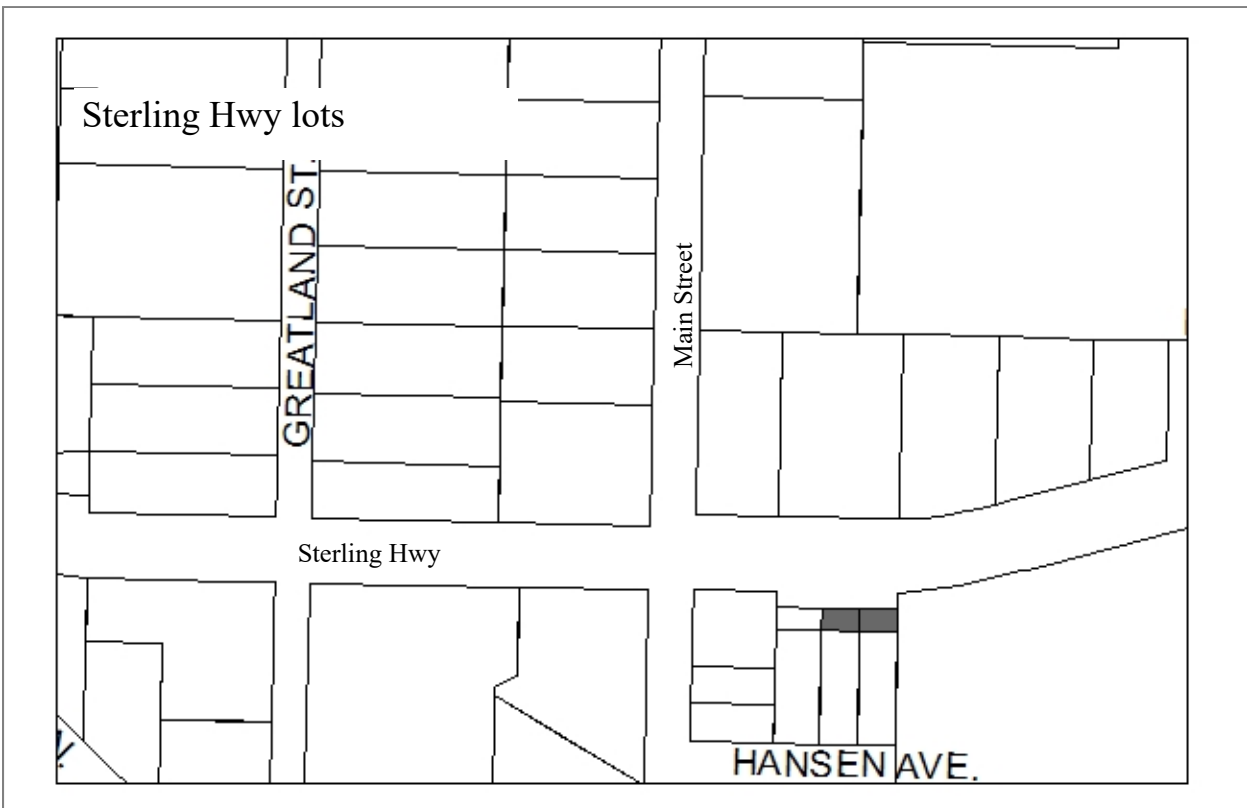 Sterling Hwy lots
GREATLAND ST.
Main Street
Sterling Hwy
HANSEN AVE.